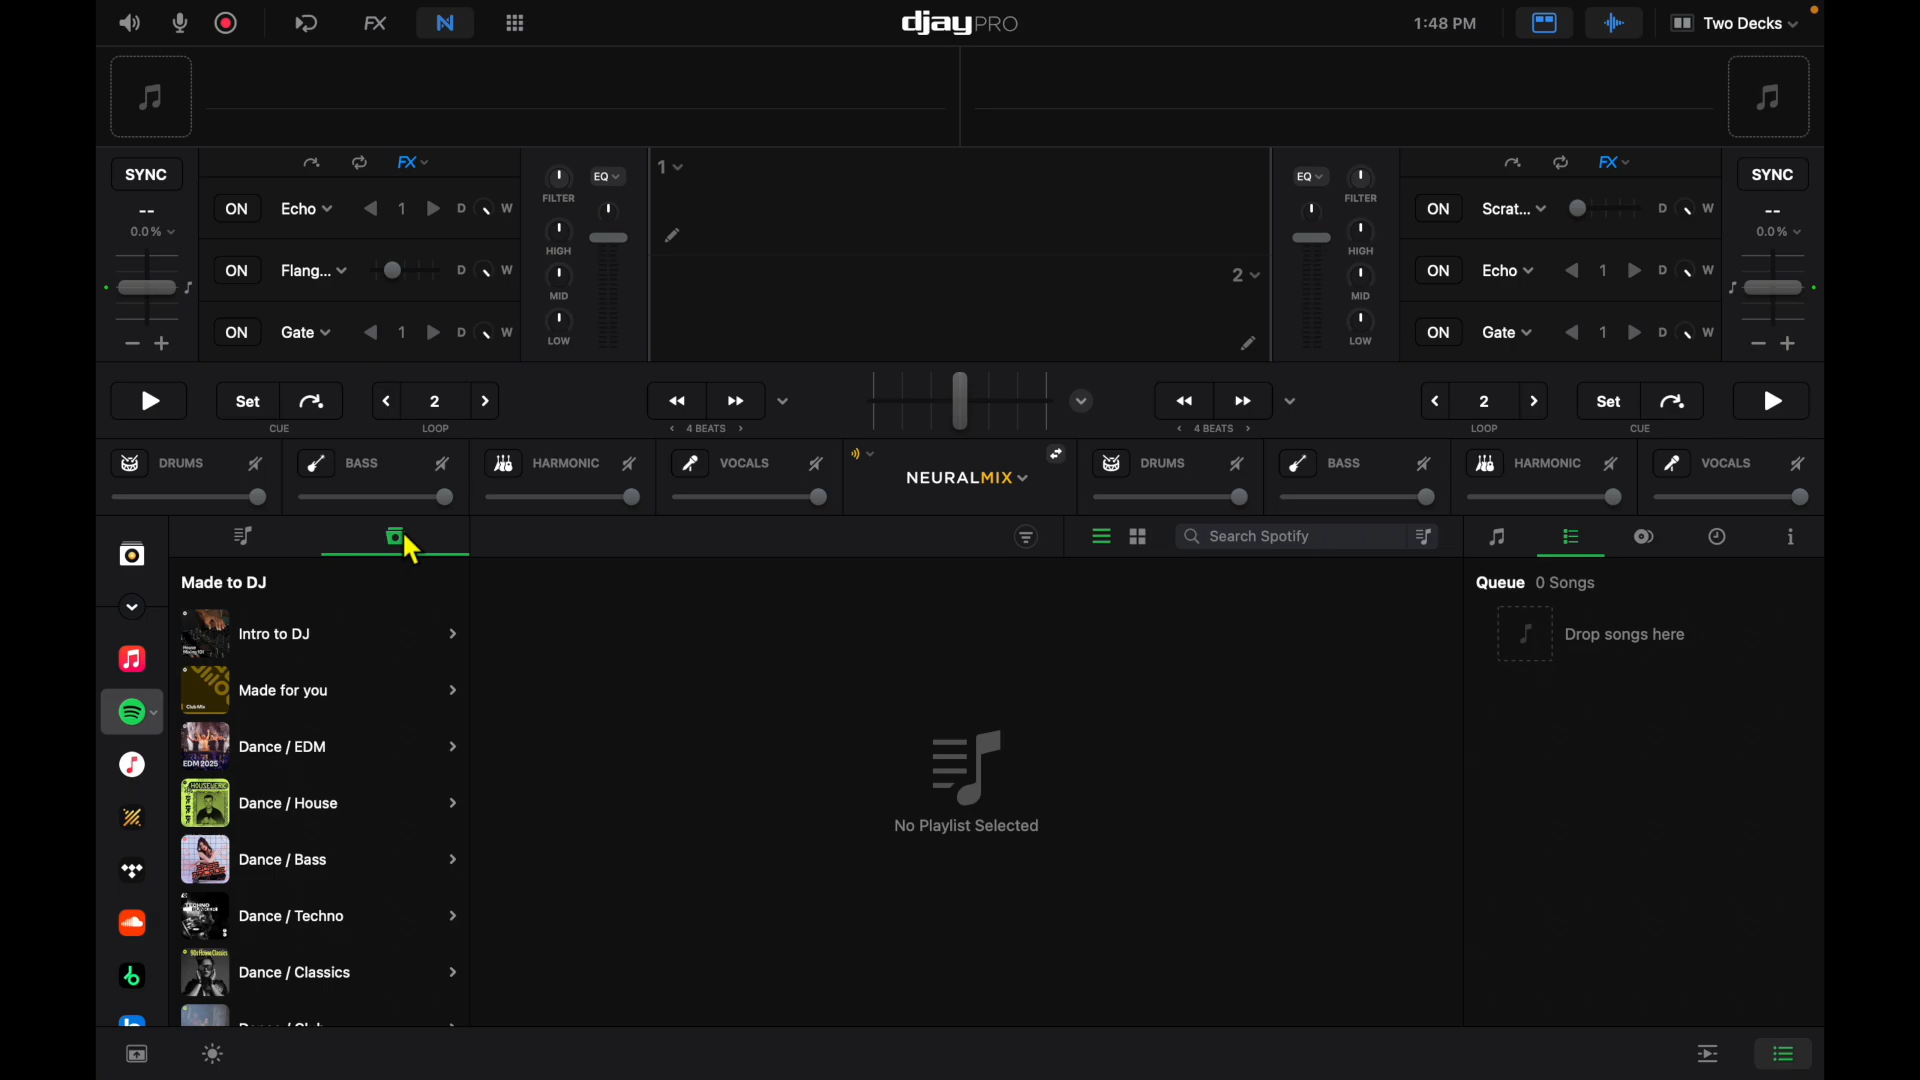 FX
N
djay PRO
1:48 PM
Two Decks
SYNC
--
0.0%
FX
ON Echo 1 D W
ON Flang... D W
ON Gate 1 D W
FILTER
HIGH
MID
LOW
EQ
1
2
EQ
FILTER
HIGH
MID
LOW
FX
ON Scrat... D W
ON Echo 1 D W
ON Gate 1 D W
SYNC
--
0.0%
Set
CUE
2
LOOP
< 4 BEATS >
< 4 BEATS >
2
LOOP
Set
CUE
DRUMS
BASS
HARMONIC
VOCALS
NEURALMIX
DRUMS
BASS
HARMONIC
VOCALS
Search Spotify
Made to DJ
Intro to DJ
Made for you
Dance / EDM
EDM 2025
Dance / House
Dance / Bass
Dance / Techno
Dance / Classics
No Playlist Selected
Queue 0 Songs
Drop songs here